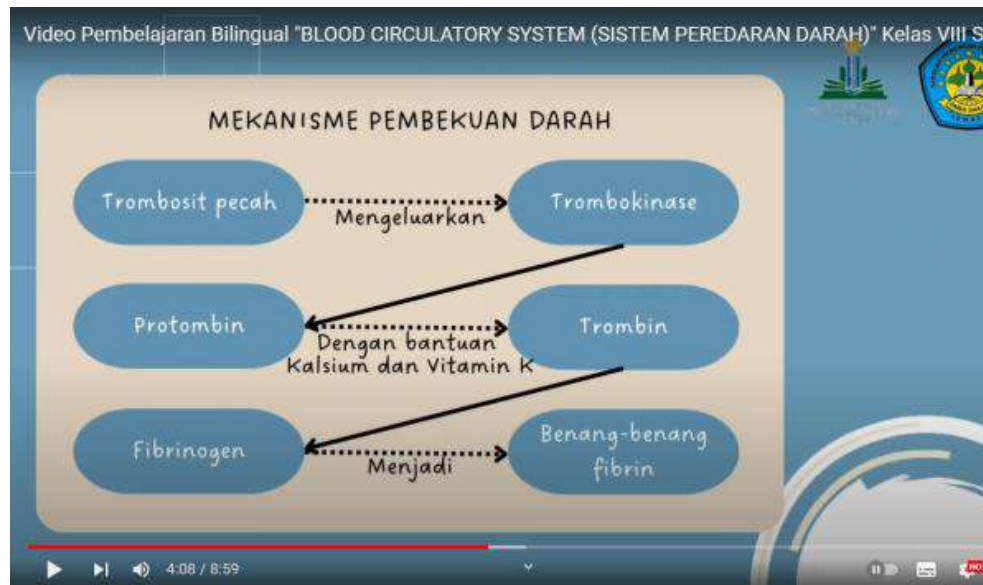 Video Pembelajaran Bilingual "BLOOD CIRCULATORY SYSTEM (SISTEM PEREDARAN DARAH)" Kelas VIII S
MEKANISME PEMBEKUAN DARAH
Trombosit pecah
Mengeluarkan
Trombokinase
Protombin
Dengan bantuan
Kalsium dan Vitamin K
Trombin
Fibrinogen
Menjadi
Benang-benang
fibrin
4:08 / 8:59
HD